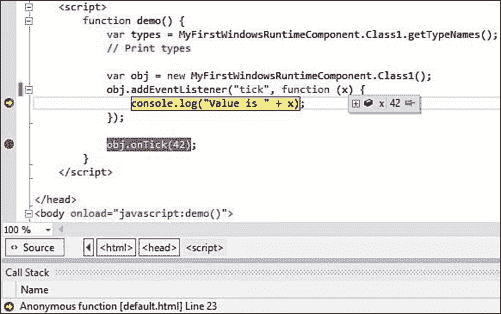 <script>
function demo() {
var types = MyFirstWindowsRuntimeComponent.Class1.getTypeNames();
// Print types
var obj = new MyFirstWindowsRuntimeComponent.Class1();
obj.addEventListener("tick", function (x) {
console.log("Value is " + x); x 42
});
obj.onTick(42);
}
</script>
</head>
<body onload="javascript:demo()">
100 %
Source <html> <head> <script>
Call Stack
Name
Anonymous function [default.html] Line 23